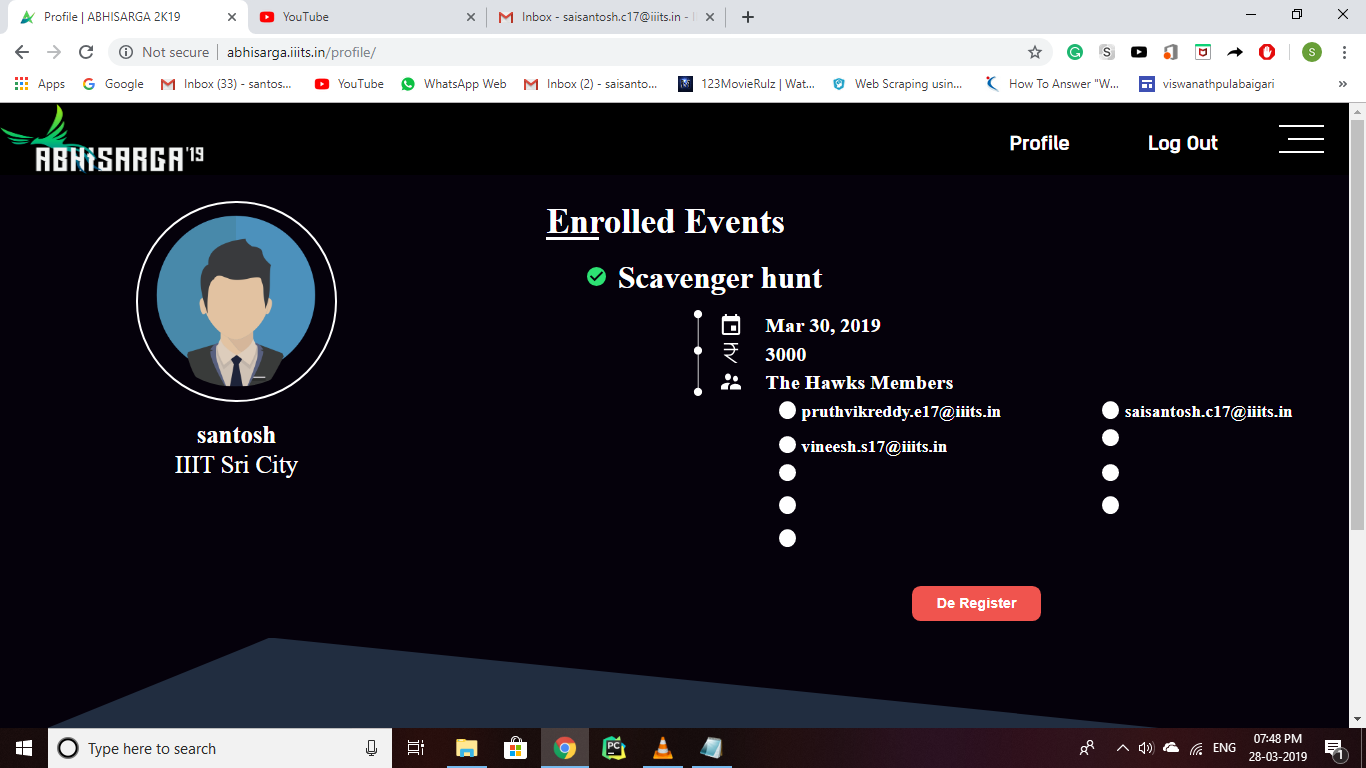 Profile | ABHISARGA 2K19
YouTube
Inbox - saisantosh.c17@iiits.in - I
Not secure
abhisarga.iiits.in/profile/
S
S
Apps
Google
Inbox (33) - santos...
YouTube
WhatsApp Web
Inbox (2) - saisanto...
123MovieRulz | Wat...
Web Scraping usin...
How To Answer "W...
viswanathpulabaigari
»
ABHISARGA'19
Profile
Log Out
Enrolled Events
Scavenger hunt
Mar 30, 2019
₹ 3000
The Hawks Members
pruthvikreddy.e17@iiits.in
saisantosh.c17@iiits.in
vineesh.s17@iiits.in
santosh
IIIT Sri City
De Register
Type here to search
PC
ENG
07:48 PM
28-03-2019
1